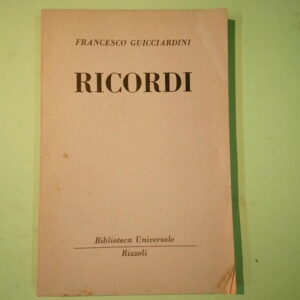 FRANCESCO GUICCIARDINI
RICORDI
Biblioteca Universale
Rizzoli